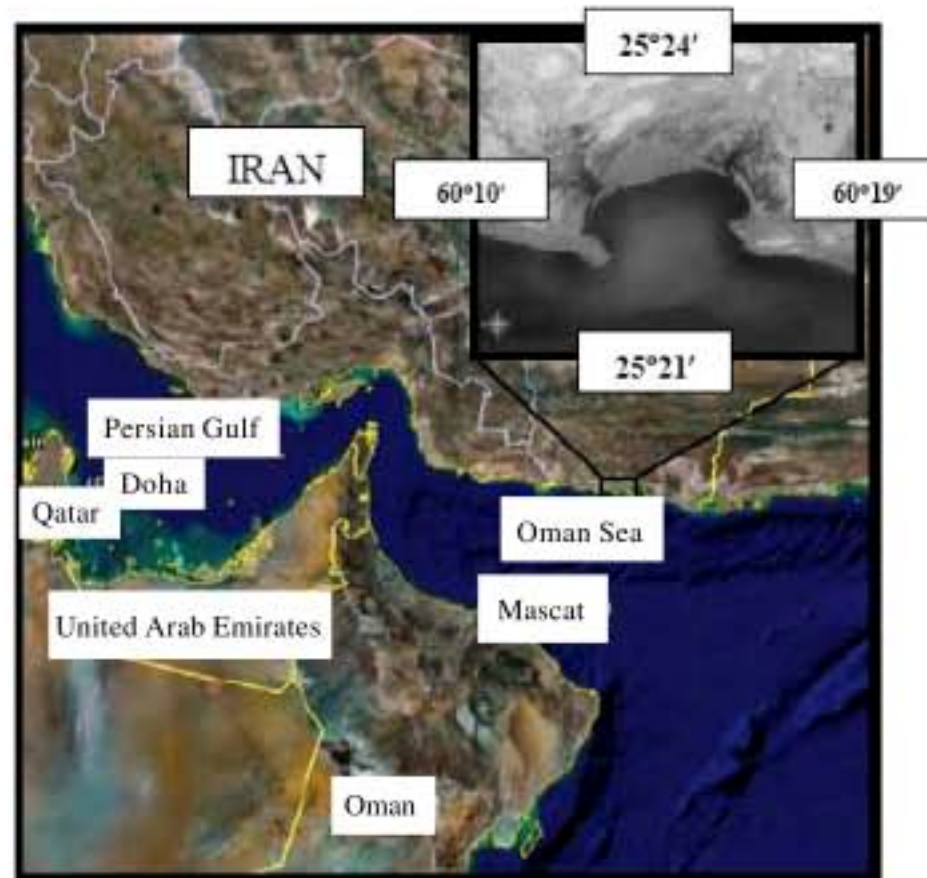 25°24′
IRAN
60°10′
60°19′
25°21′
Persian Gulf
Doha
Qatar
Oman Sea
Mascat
United Arab Emirates
Oman